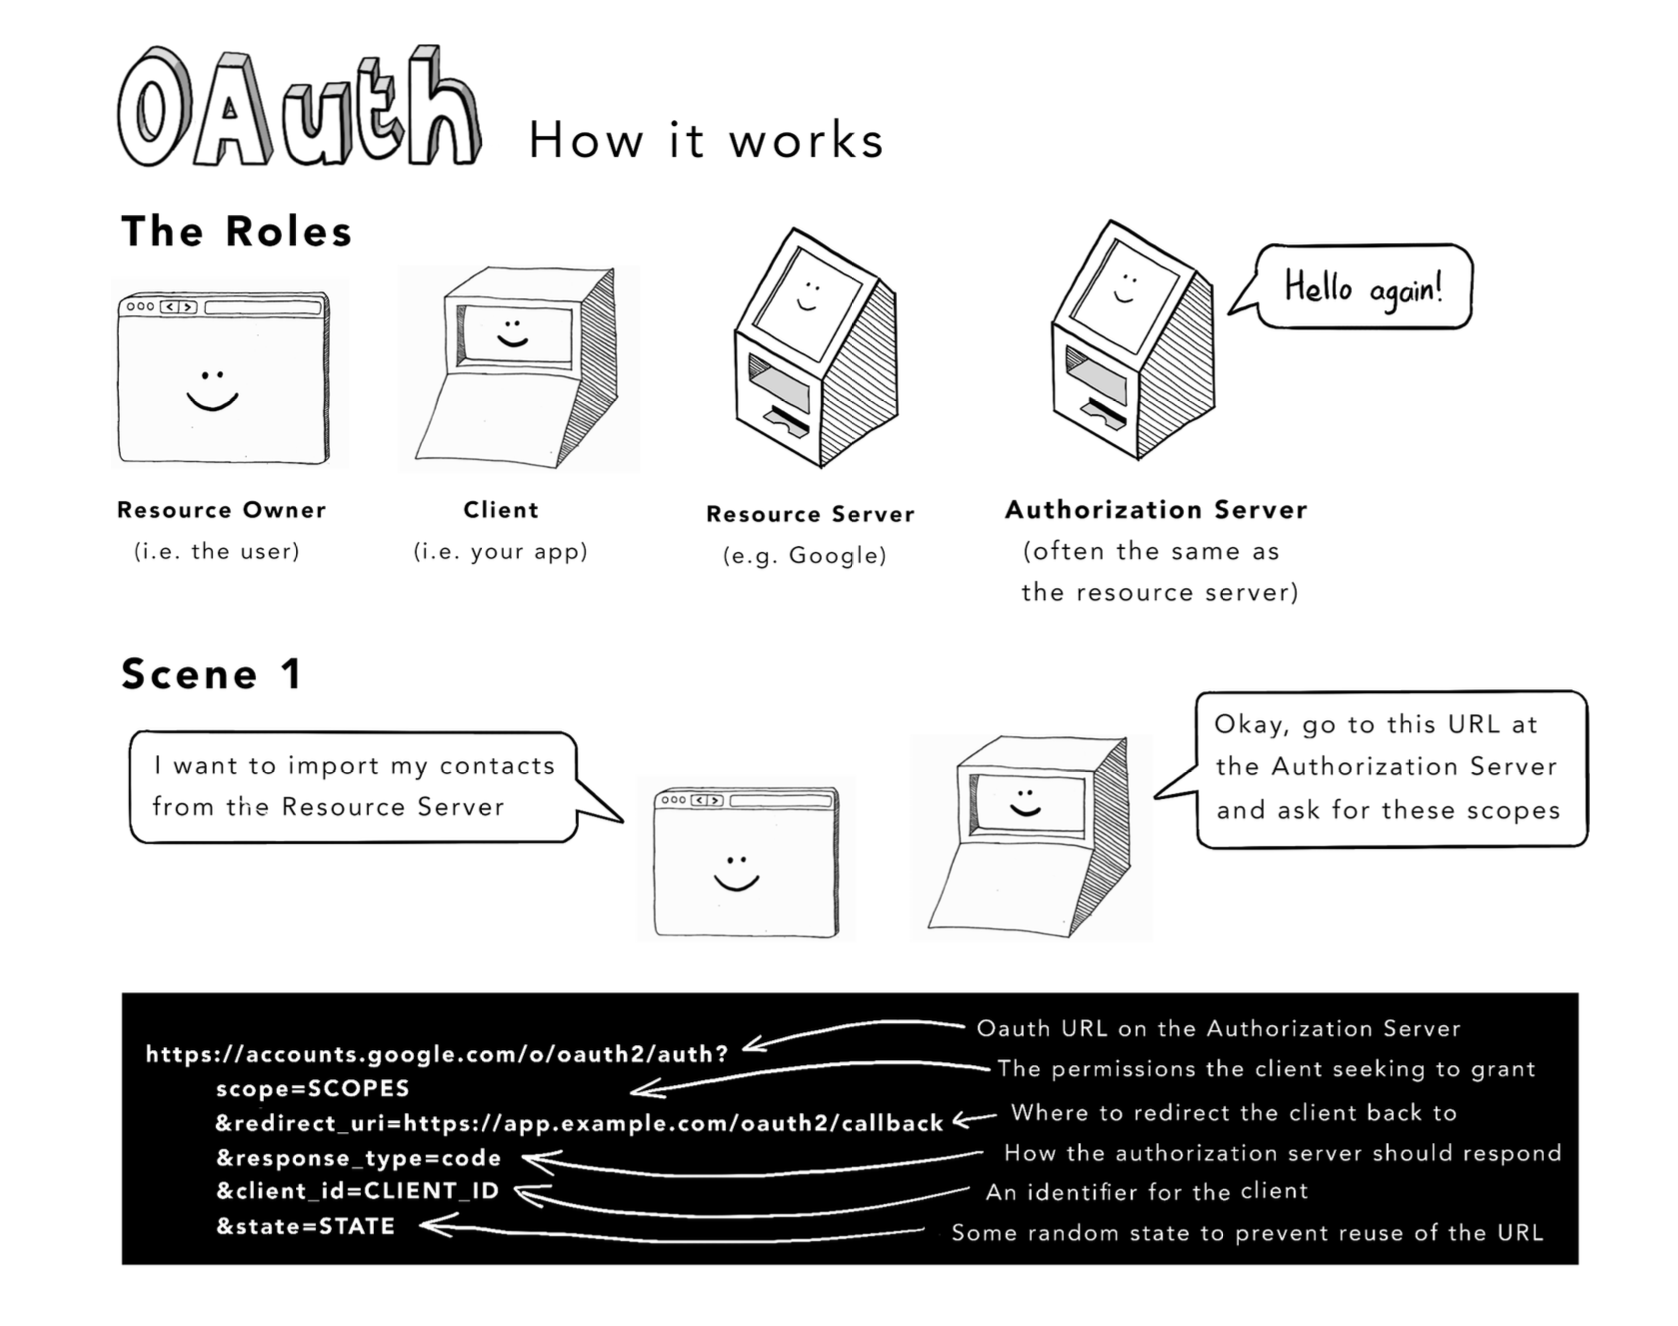 OAuth How it works
The Roles
Hello again!
Resource Owner
(i.e. the user)
Client
(i.e. your app)
Resource Server
(e.g. Google)
Authorization Server
(often the same as
the resource server)
Scene 1
I want to import my contacts
from the Resource Server
Okay, go to this URL at
the Authorization Server
and ask for these scopes
https://accounts.google.com/o/oauth2/auth?
scope=SCOPES
&redirect_uri=https://app.example.com/oauth2/callback
&response_type=code
&client_id=CLIENT_ID
&state=STATE
Oauth URL on the Authorization Server
The permissions the client seeking to grant
Where to redirect the client back to
How the authorization server should respond
An identifier for the client
Some random state to prevent reuse of the URL